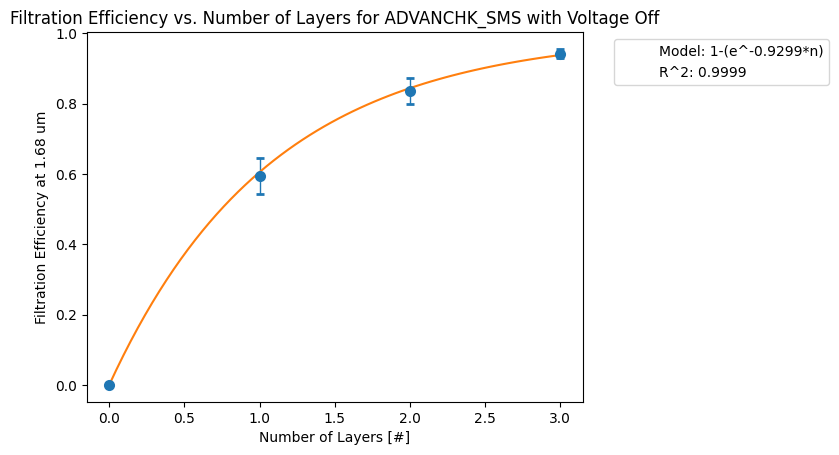 Filtration Efficiency vs. Number of Layers for ADVANCHK_SMS with Voltage Off
Model: 1-(e^-0.9299*n)
R^2: 0.9999
Filtration Efficiency at 1.68 um
1.0
0.8
0.6
0.4
0.2
0.0
0.0 0.5 1.0 1.5 2.0 2.5 3.0
Number of Layers [#]